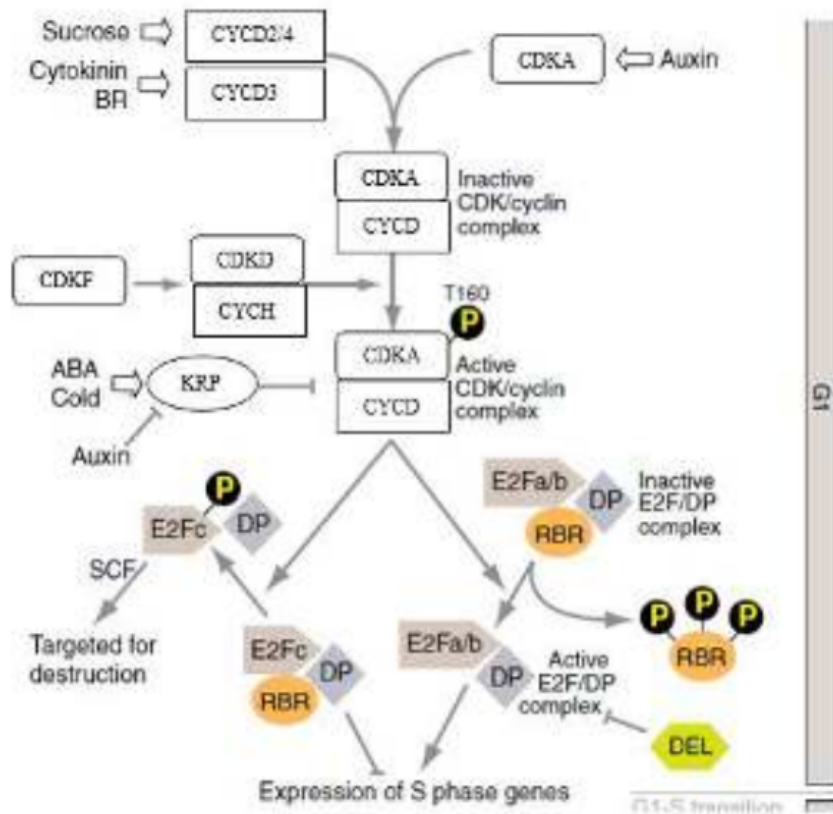 Sucrose
CYCD2/4
Cytokinin
BR
CYCD3
CDKA
Auxin
CDKA
CYCD
Inactive
CDK/cyclin
complex
CDKF
CDKD
CYCH
T160
P
CDKA
CYCD
Active
CDK/cyclin
complex
ABA
Cold
KRP
Auxin
G1
P
E2Fc
DP
E2Fa/b
DP
RBR
Inactive
E2F/DP
complex
SCF
Targeted for
destruction
E2Fc
DP
RBR
E2Fa/b
DP
Active
E2F/DP
complex
P P P
RBR
DEL
Expression of S phase genes
G1-S transition